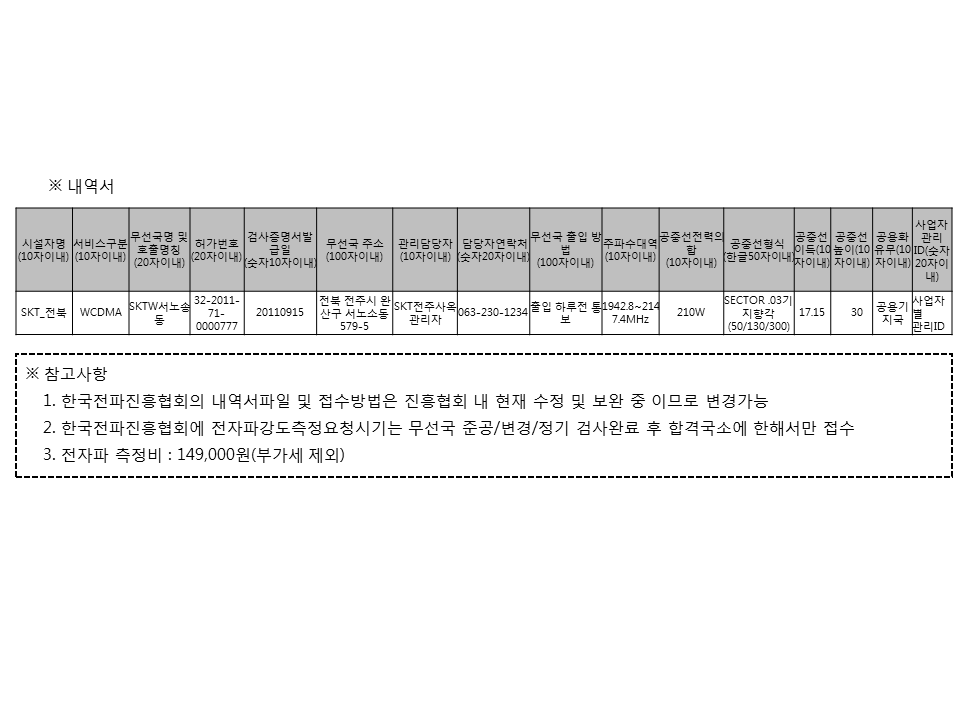 ※ 내역서
시설자명
(10자이내)
서비스구분
(10자이내)
무선국명 및
호출명칭
(20자이내)
허가번호
(20자이내)
검사증명서발
급일
(숫자10자이내)
무선국 주소
(100자이내)
관리담당자
(10자이내)
담당자연락처
(숫자20자이내)
무선국 출입 방
법
(100자이내)
주파수대역
(10자이내)
공중선전력의
합
(10자이내)
공중선형식
(한글50자이내)
공중선
이득(10
자이내)
공중선
높이(10
자이내)
공용화
유무(10
자이내)
사업자
관리
ID(숫자
20자이
내)
SKT_전북
WCDMA
SKTW서노송
동
32-2011-
71-
0000777
20110915
전북 전주시 완
산구 서노소동
579-5
SKT전주사옥
관리자
063-230-1234
출입 하루전 통
보
1942.8~214
7.4MHz
210W
SECTOR .03기
지향각
(50/130/300)
17.15
30
공용기
지국
사업자
별
관리ID
※ 참고사항
1. 한국전파진흥협회의 내역서파일 및 접수방법은 진흥협회 내 현재 수정 및 보완 중 이므로 변경가능
2. 한국전파진흥협회에 전자파강도측정요청시기는 무선국 준공/변경/정기 검사완료 후 합격국소에 한해서만 접수
3. 전자파 측정비 : 149,000원(부가세 제외)